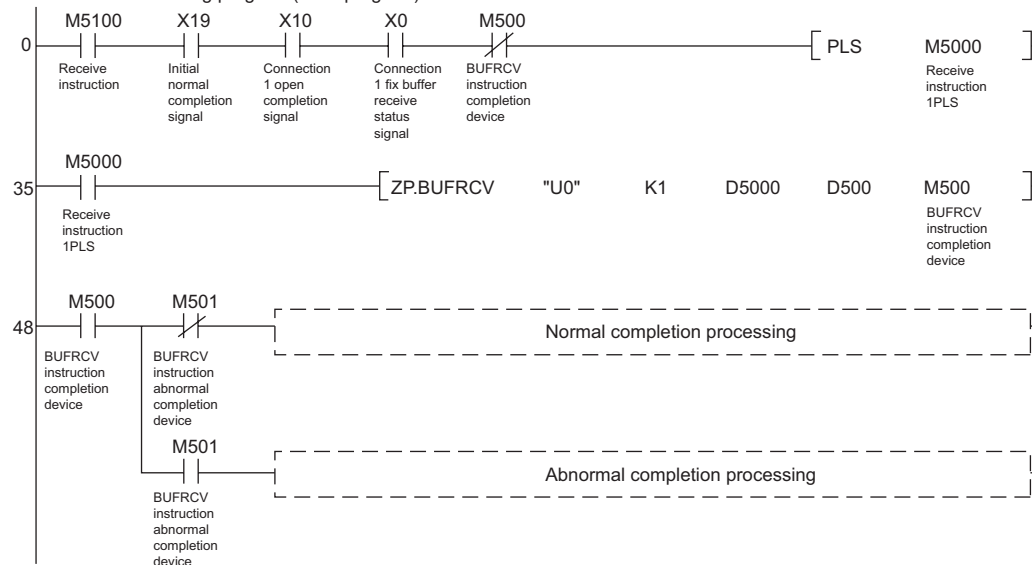 M5100 X19 X10 X0 M500
0 PLS M5000
Receive instruction
Initial normal completion signal
Connection 1 open completion signal
Connection 1 fix buffer receive status signal
BUFRCV instruction completion device
Receive instruction 1PLS
M5000
35 ZP.BUFRCV "U0" K1 D5000 D500 M500
Receive instruction 1PLS
BUFRCV instruction completion device
M500 M501
48 Normal completion processing
BUFRCV instruction completion device
BUFRCV instruction abnormal completion device
M501
Abnormal completion processing
BUFRCV instruction abnormal completion device